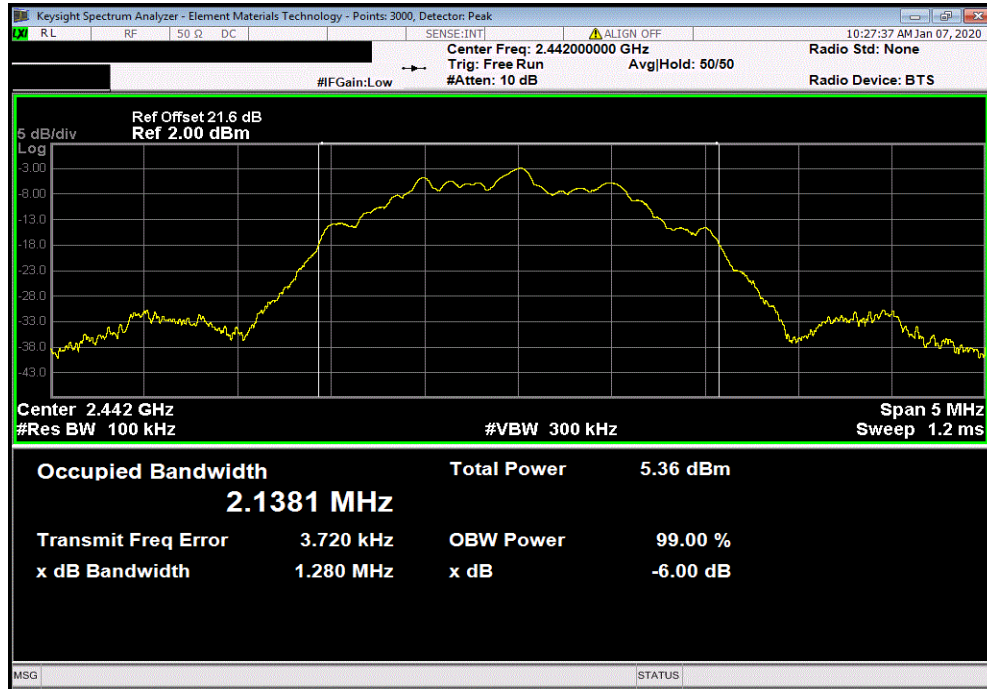 Keysight Spectrum Analyzer - Element Materials Technology - Points: 3000, Detector: Peak
LXI RL RF 50 Ω DC SENSE:INT ALIGN OFF 10:27:37 AM Jan 07, 2020
Center Freq: 2.442000000 GHz Radio Std: None
Trig: Free Run Avg|Hold: 50/50
#IFGain:Low #Atten: 10 dB Radio Device: BTS
Ref Offset 21.6 dB
5 dB/div Ref 2.00 dBm
Log
-3.00
-8.00
-13.0
-18.0
-23.0
-28.0
-33.0
-38.0
-43.0
Center 2.442 GHz Span 5 MHz
#Res BW 100 kHz #VBW 300 kHz Sweep 1.2 ms
Occupied Bandwidth Total Power 5.36 dBm
2.1381 MHz
Transmit Freq Error 3.720 kHz OBW Power 99.00 %
x dB Bandwidth 1.280 MHz x dB -6.00 dB
MSG STATUS